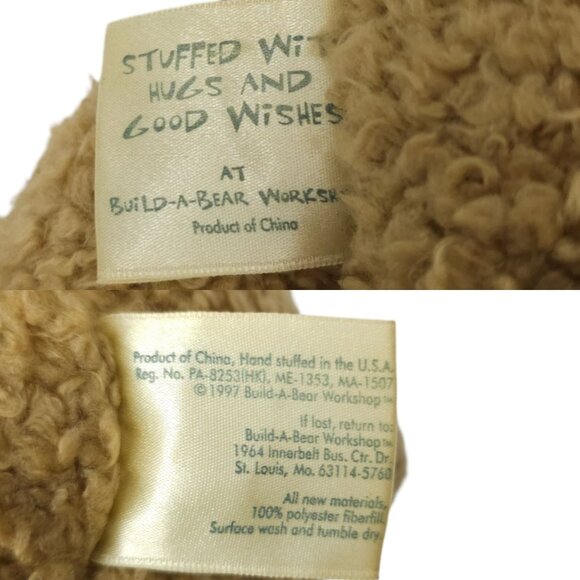 STUFFED WIT
HUGS AND
GOOD WISHES
AT
BUILD-A-BEAR WORKSH
Product of China
Product of China, Hand stuffed in the U.S.A.
Reg. No. PA-8253(HK), ME-1353, MA-1507
© 1997 Build-A-Bear Workshop™
If lost, return to:
Build-A-Bear Workshop™
1964 Innerbelt Bus. Ctr. Dr.
St. Louis, Mo. 63114-5760
All new materials,
100% polyester fiberfill.
Surface wash and tumble dry.